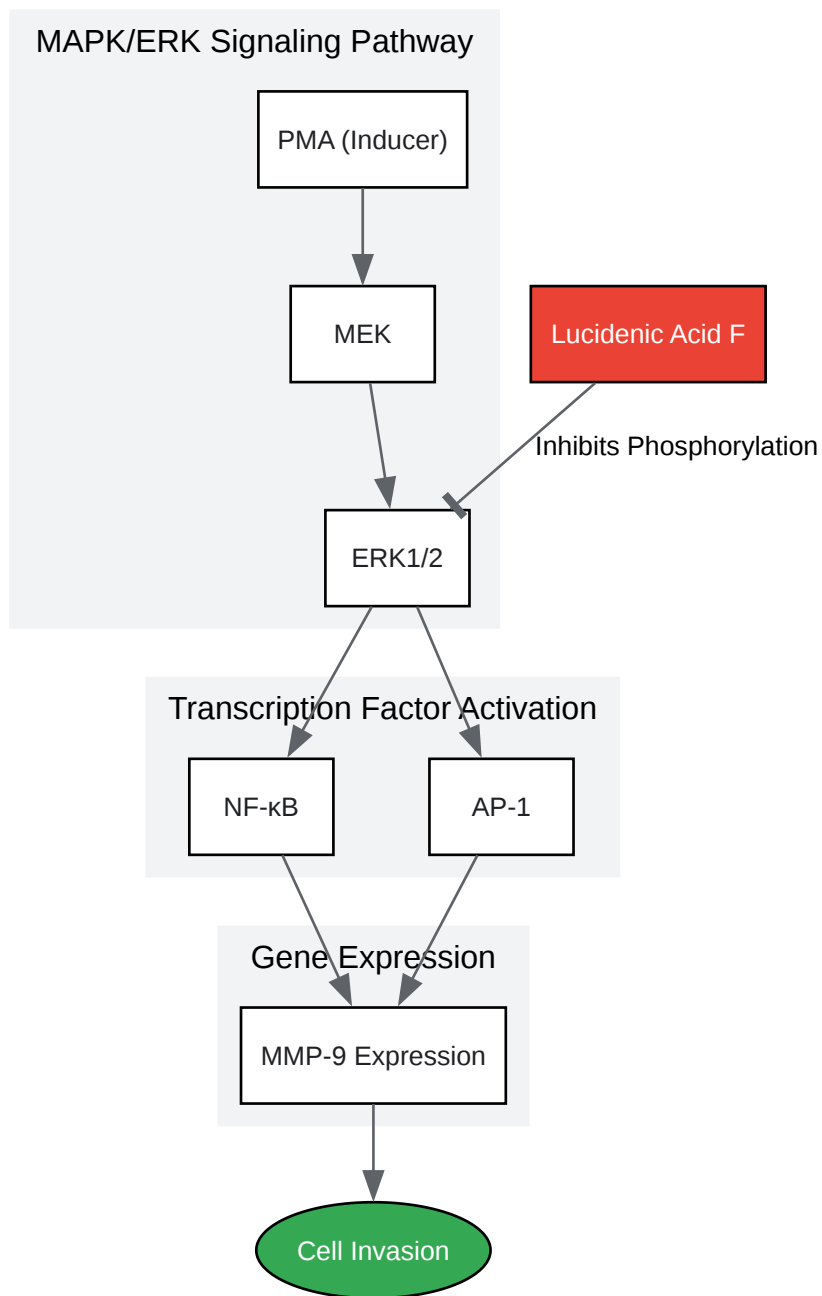 MAPK/ERK Signaling Pathway
PMA (Inducer)
MEK
Lucidenic Acid F
Inhibits Phosphorylation
ERK1/2
Transcription Factor Activation
NF-κB
AP-1
Gene Expression
MMP-9 Expression
Cell Invasion